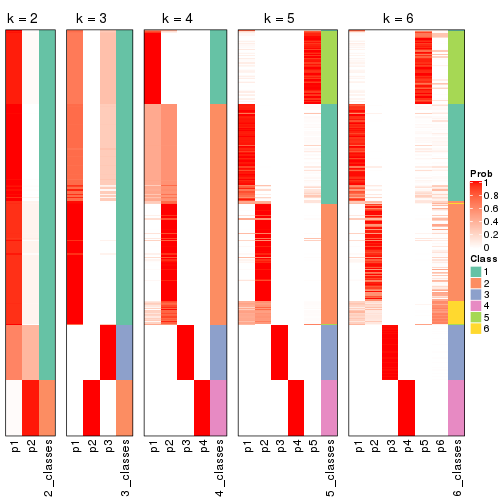 k = 2
k = 3
k = 4
k = 5
k = 6
Prob
1
0.8
0.6
0.4
0.2
0
Class
1
2
3
4
5
6
p1
p2
2_classes
p1
p2
p3
3_classes
p1
p2
p3
p4
4_classes
p1
p2
p3
p4
p5
5_classes
p1
p2
p3
p4
p5
p6
6_classes